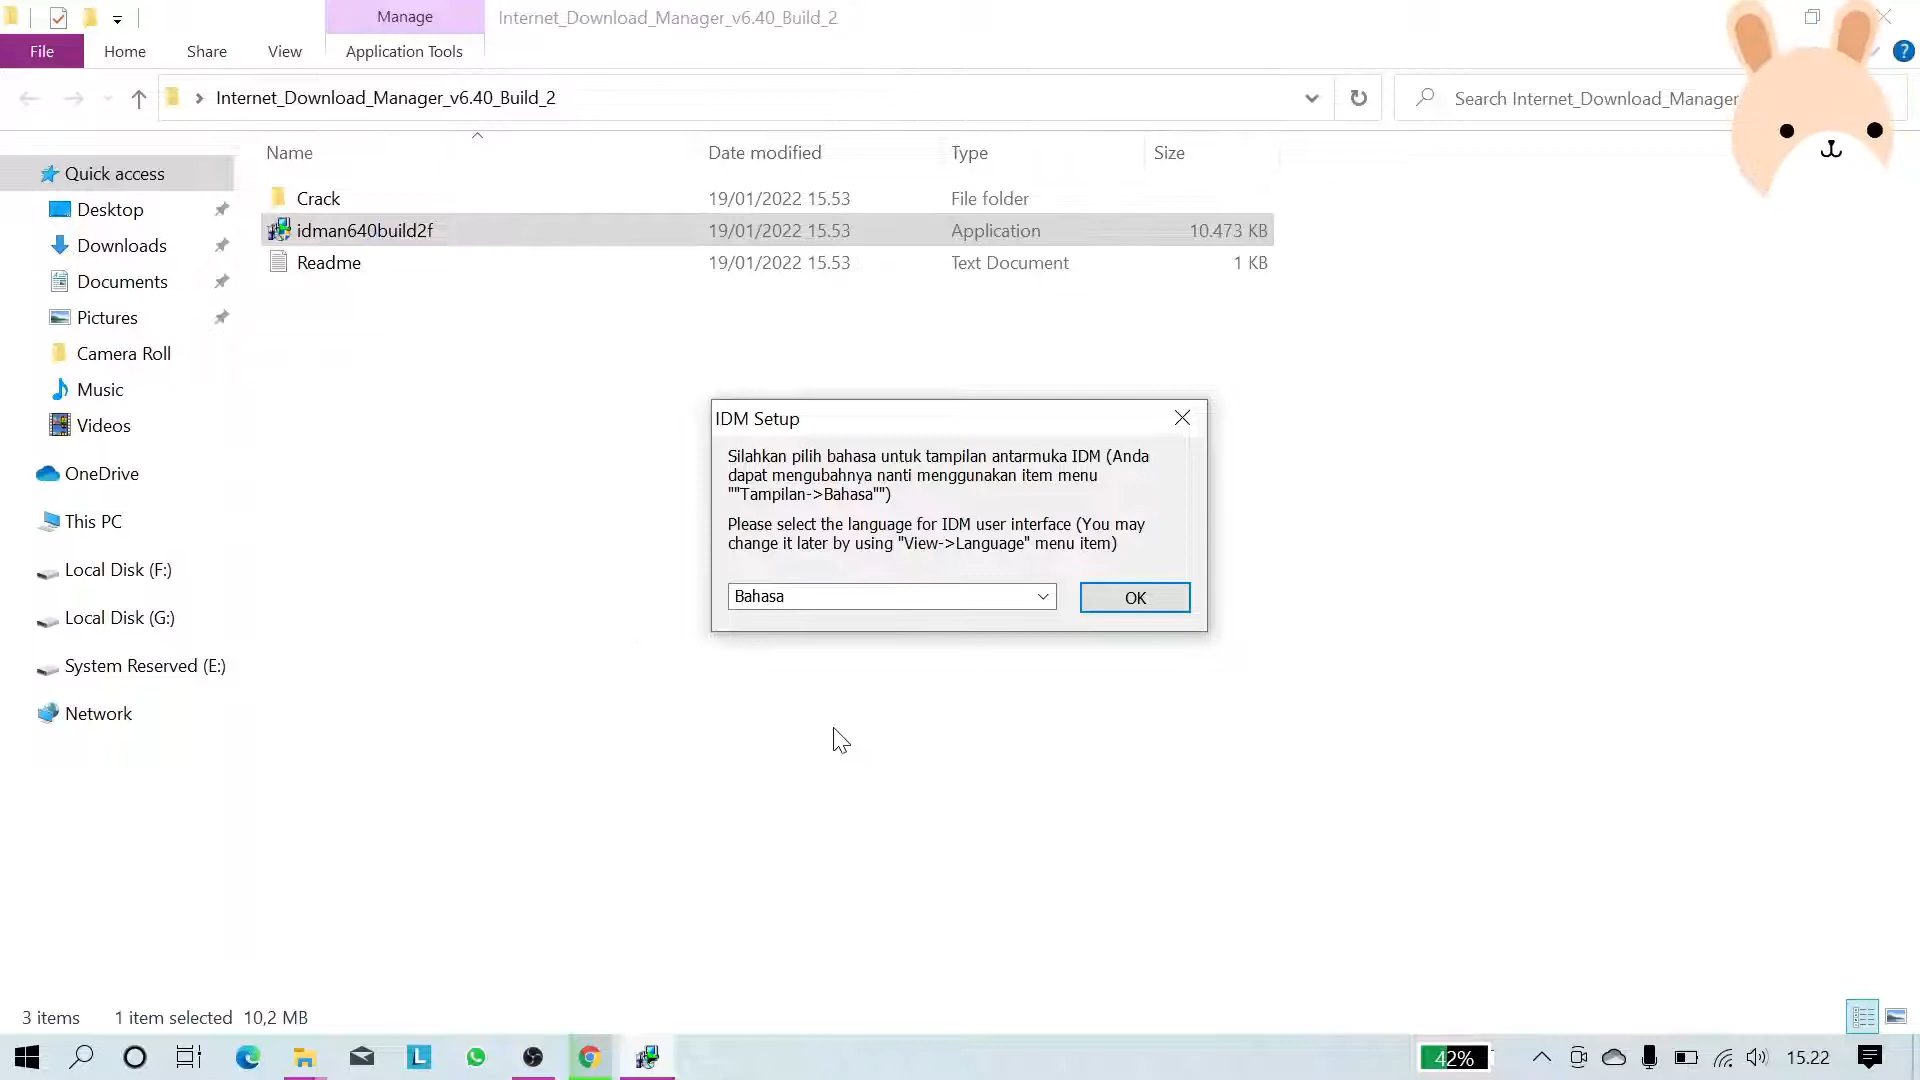 Manage
Internet_Download_Manager_v6.40_Build_2
File
Home
Share
View
Application Tools
Internet_Download_Manager_v6.40_Build_2
Search Internet_Download_Manager
Name
Date modified
Type
Size
Crack
19/01/2022 15.53
File folder
idman640build2f
19/01/2022 15.53
Application
10.473 KB
Readme
19/01/2022 15.53
Text Document
1 KB
Quick access
Desktop
Downloads
Documents
Pictures
Camera Roll
Music
Videos
OneDrive
This PC
Local Disk (F:)
Local Disk (G:)
System Reserved (E:)
Network
IDM Setup
Silahkan pilih bahasa untuk tampilan antarmuka IDM (Anda
dapat mengubahnya nanti menggunakan item menu
""Tampilan->Bahasa"")
Please select the language for IDM user interface (You may
change it later by using "View->Language" menu item)
Bahasa
OK
3 items
1 item selected
10,2 MB
L
42%
15.22